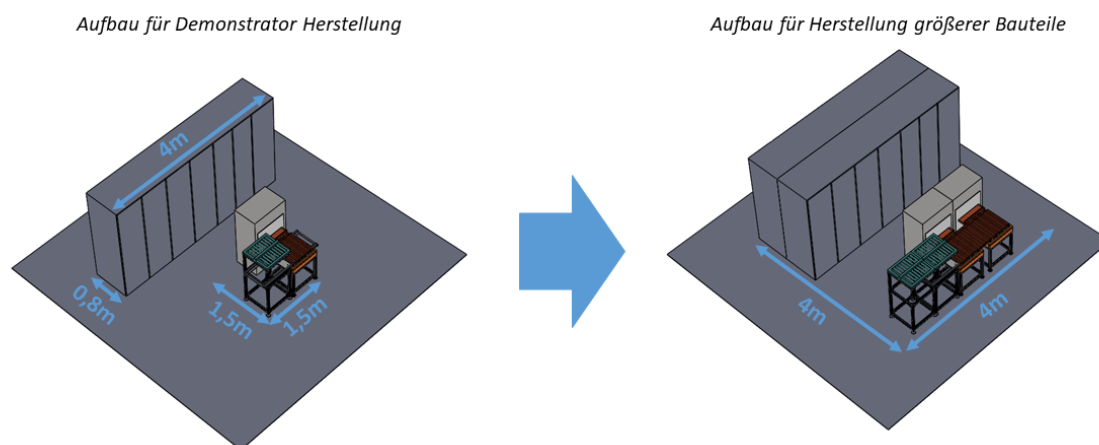 Aufbau für Demonstrator Herstellung
Aufbau für Herstellung größerer Bauteile
4m
0,8m
1,5m
1,5m
4m
4m